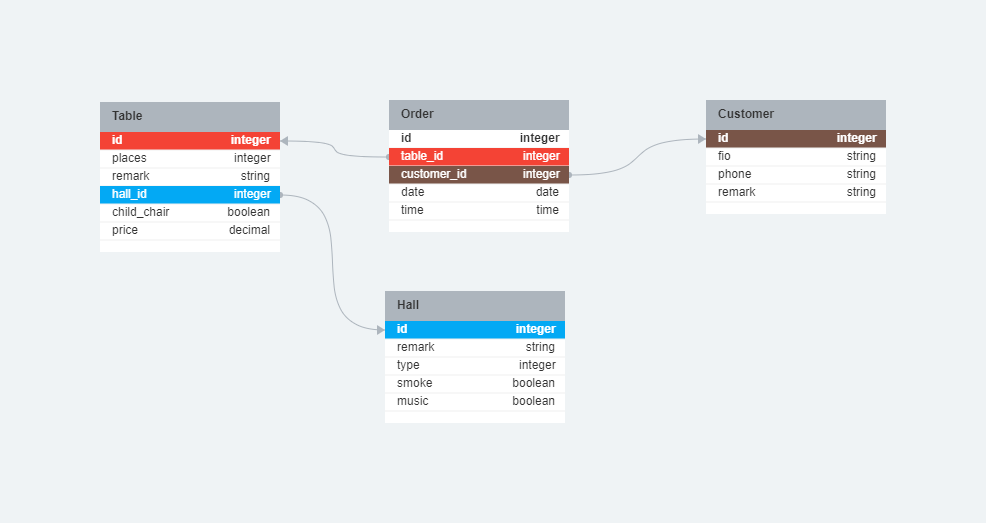 Table
id integer
places integer
remark string
hall_id integer
child_chair boolean
price decimal
Order
id integer
table_id integer
customer_id integer
date date
time time
Customer
id integer
fio string
phone string
remark string
Hall
id integer
remark string
type integer
smoke boolean
music boolean